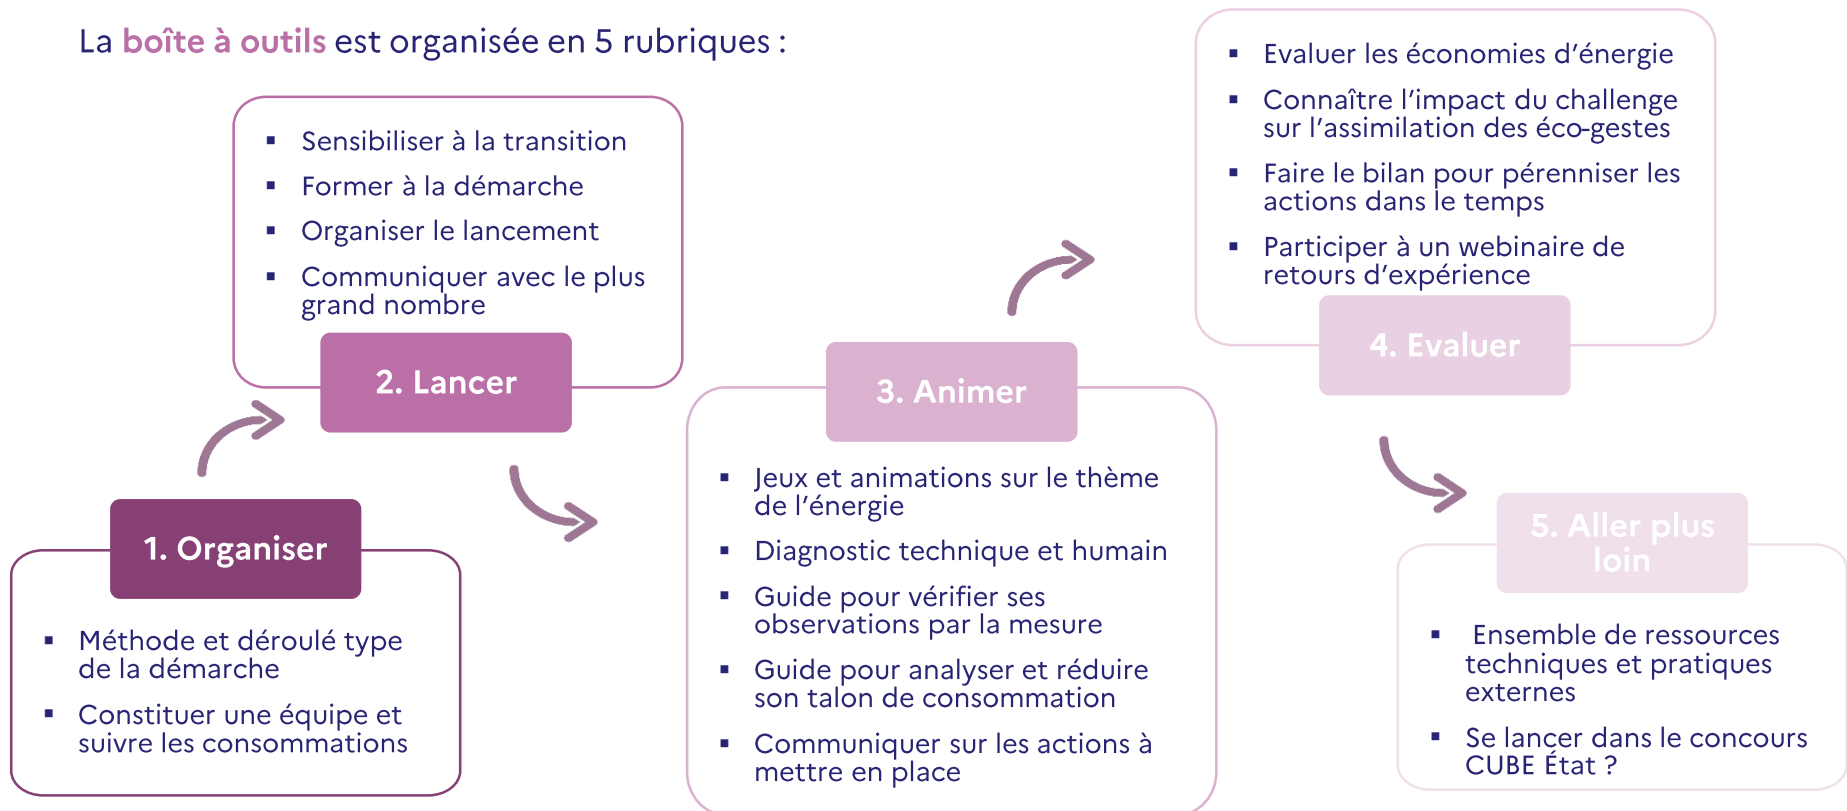 La boîte à outils est organisée en 5 rubriques :
1. Organiser
▪ Méthode et déroulé type
de la démarche
▪ Constituer une équipe et
suivre les consommations
▪ Sensibiliser à la transition
▪ Former à la démarche
▪ Organiser le lancement
▪ Communiquer avec le plus
grand nombre
2. Lancer
3. Animer
▪ Jeux et animations sur le thème
de l’énergie
▪ Diagnostic technique et humain
▪ Guide pour vérifier ses
observations par la mesure
▪ Guide pour analyser et réduire
son talon de consommation
▪ Communiquer sur les actions à
mettre en place
▪ Evaluer les économies d’énergie
▪ Connaître l’impact du challenge
sur l’assimilation des éco-gestes
▪ Faire le bilan pour pérenniser les
actions dans le temps
▪ Participer à un webinaire de
retours d’expérience
4. Evaluer
5. Aller plus
loin
▪ Ensemble de ressources
techniques et pratiques
externes
▪ Se lancer dans le concours
CUBE État ?